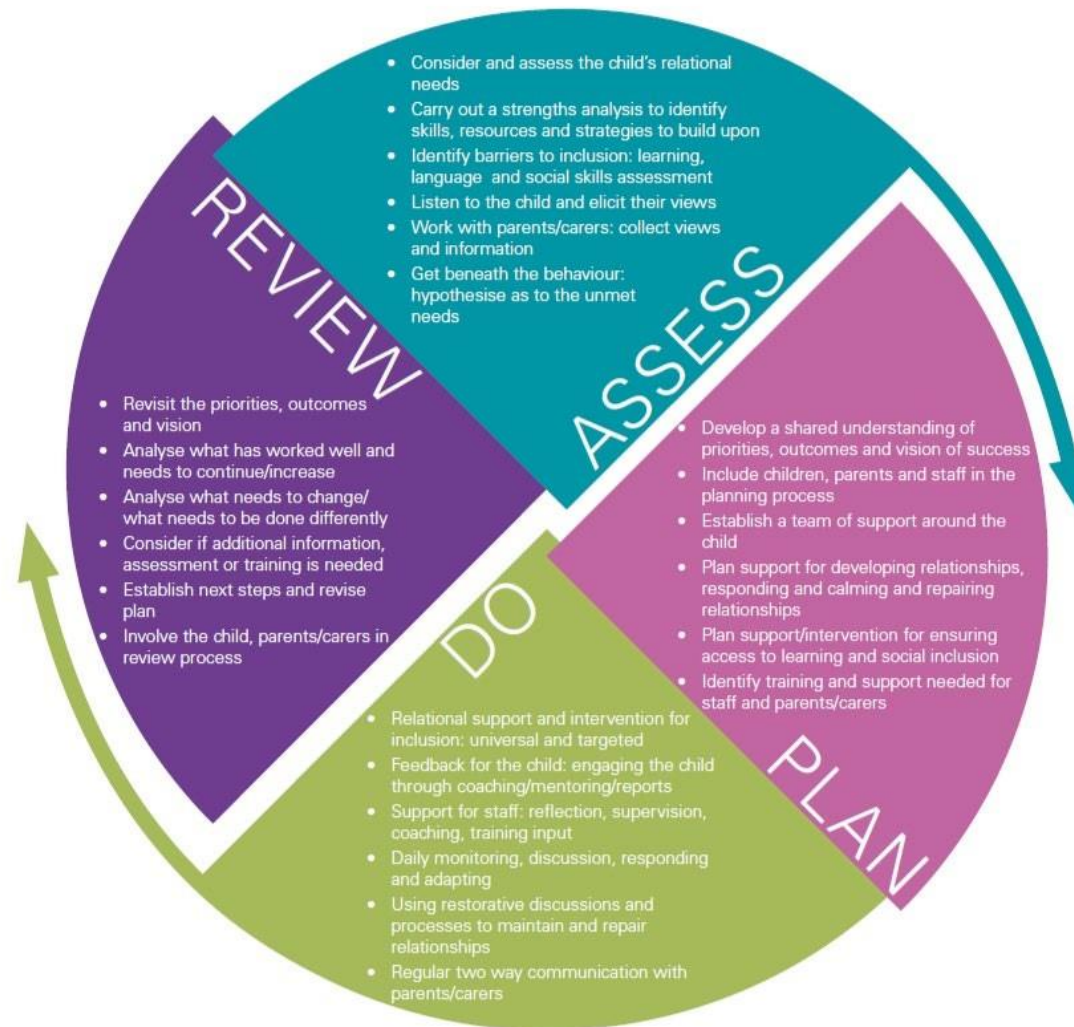 ASSESS
• Consider and assess the child's relational
needs
• Carry out a strengths analysis to identify
skills, resources and strategies to build upon
• Identify barriers to inclusion: learning,
language and social skills assessment
• Listen to the child and elicit their views
• Work with parents/carers: collect views
and information
• Get beneath the behaviour:
hypothesise as to the unmet
needs
PLAN
• Develop a shared understanding of
priorities, outcomes and vision of success
• Include children, parents and staff in the
planning process
• Establish a team of support around the
child
• Plan support for developing relationships,
responding and calming and repairing
relationships
• Plan support/intervention for ensuring
access to learning and social inclusion
• Identify training and support needed for
staff and parents/carers
DO
• Relational support and intervention for
inclusion: universal and targeted
• Feedback for the child: engaging the child
through coaching/mentoring/reports
• Support for staff: reflection, supervision,
coaching, training input
• Daily monitoring, discussion, responding
and adapting
• Using restorative discussions and
processes to maintain and repair
relationships
• Regular two way communication with
parents/carers
REVIEW
• Revisit the priorities, outcomes
and vision
• Analyse what has worked well and
needs to continue/increase
• Analyse what needs to change/
what needs to be done differently
• Consider if additional information,
assessment or training is needed
• Establish next steps and revise
plan
• Involve the child, parents/carers in
review process